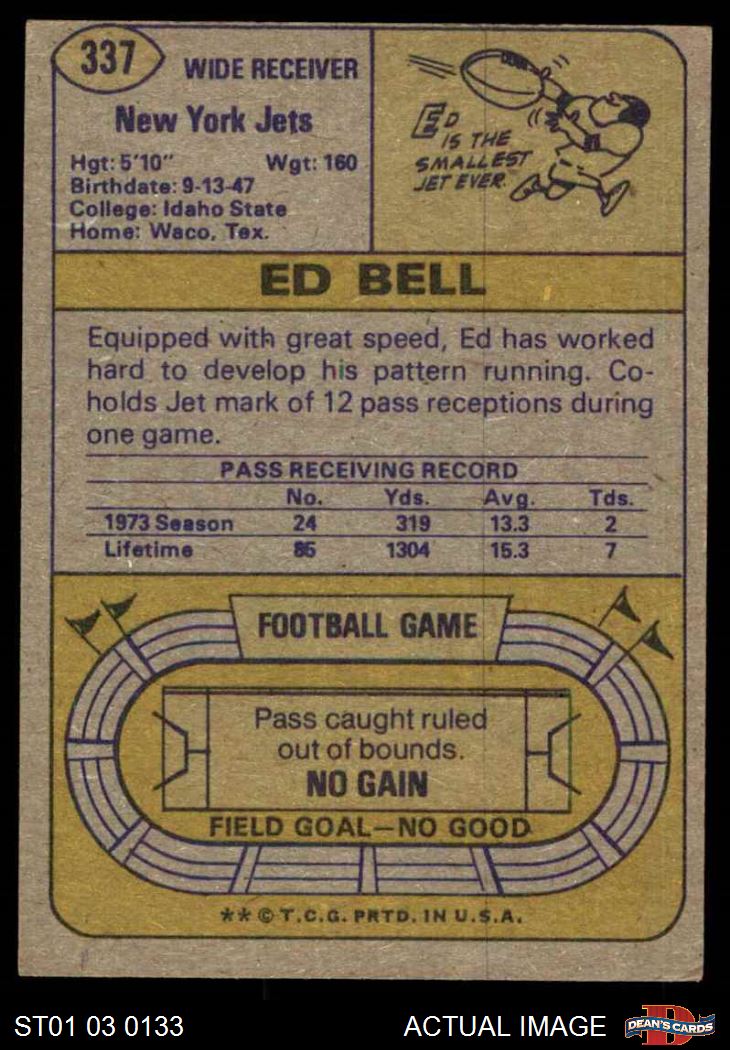 337
WIDE RECEIVER
New York Jets
Hgt: 5'10" Wgt: 160
Birthdate: 9-13-47
College: Idaho State
Home: Waco, Tex.
ED
IS THE
SMALLEST
JET EVER.
ED BELL
Equipped with great speed, Ed has worked
hard to develop his pattern running. Co-
holds Jet mark of 12 pass receptions during
one game.
PASS RECEIVING RECORD
No. Yds. Avg. Tds.
1973 Season 24 319 13.3 2
Lifetime 85 1304 15.3 7
FOOTBALL GAME
Pass caught ruled
out of bounds.
NO GAIN
FIELD GOAL—NO GOOD
** © T.C.G. PRTD. IN U.S.A.
ST01 03 0133 ACTUAL IMAGE DEAN'S CARDS